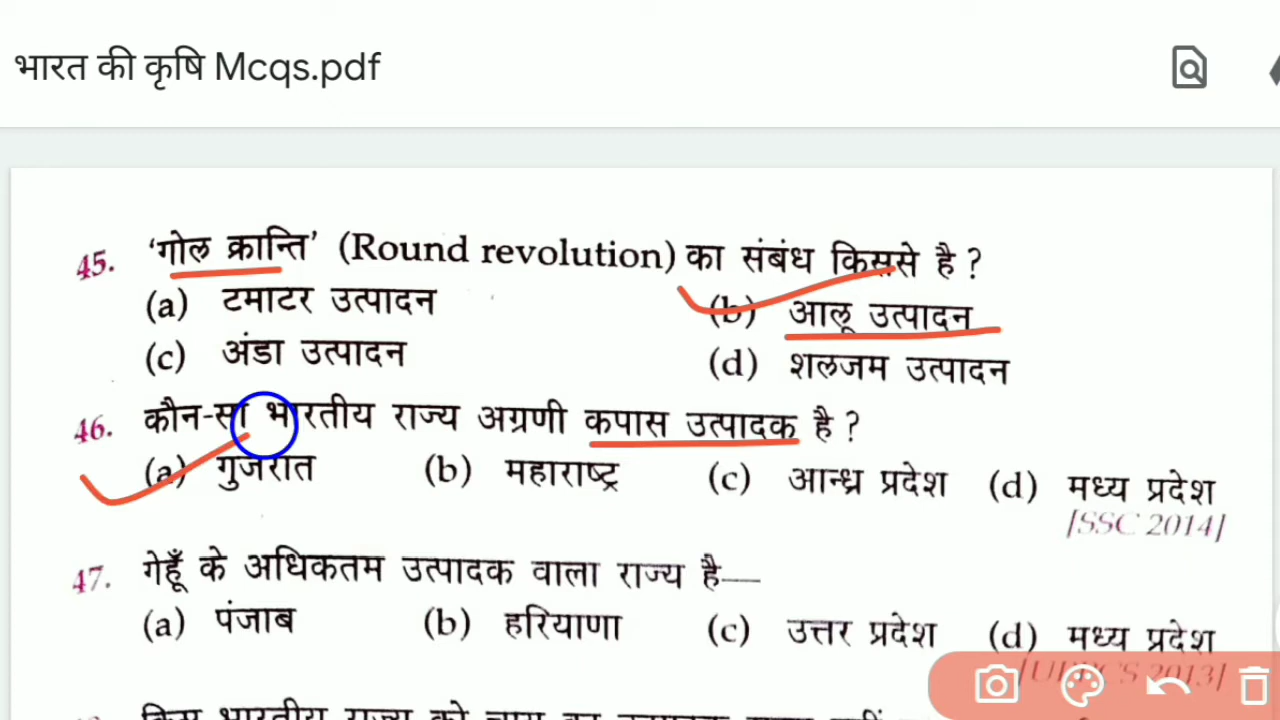 भारत की कृषि Mcqs.pdf
45. ‘गोल क्रान्ति’ (Round revolution) का संबंध किससे है ?
(a) टमाटर उत्पादन (b) आलू उत्पादन
(c) अंडा उत्पादन (d) शलजम उत्पादन
46. कौन-सा भारतीय राज्य अग्रणी कपास उत्पादक है ?
(a) गुजरात (b) महाराष्ट्र (c) आन्ध्र प्रदेश (d) मध्य प्रदेश
[SSC 2014]
47. गेहूँ के अधिकतम उत्पादक वाला राज्य है—
(a) पंजाब (b) हरियाणा (c) उत्तर प्रदेश (d) मध्य प्रदेश
2013]
भारतीय राज्य